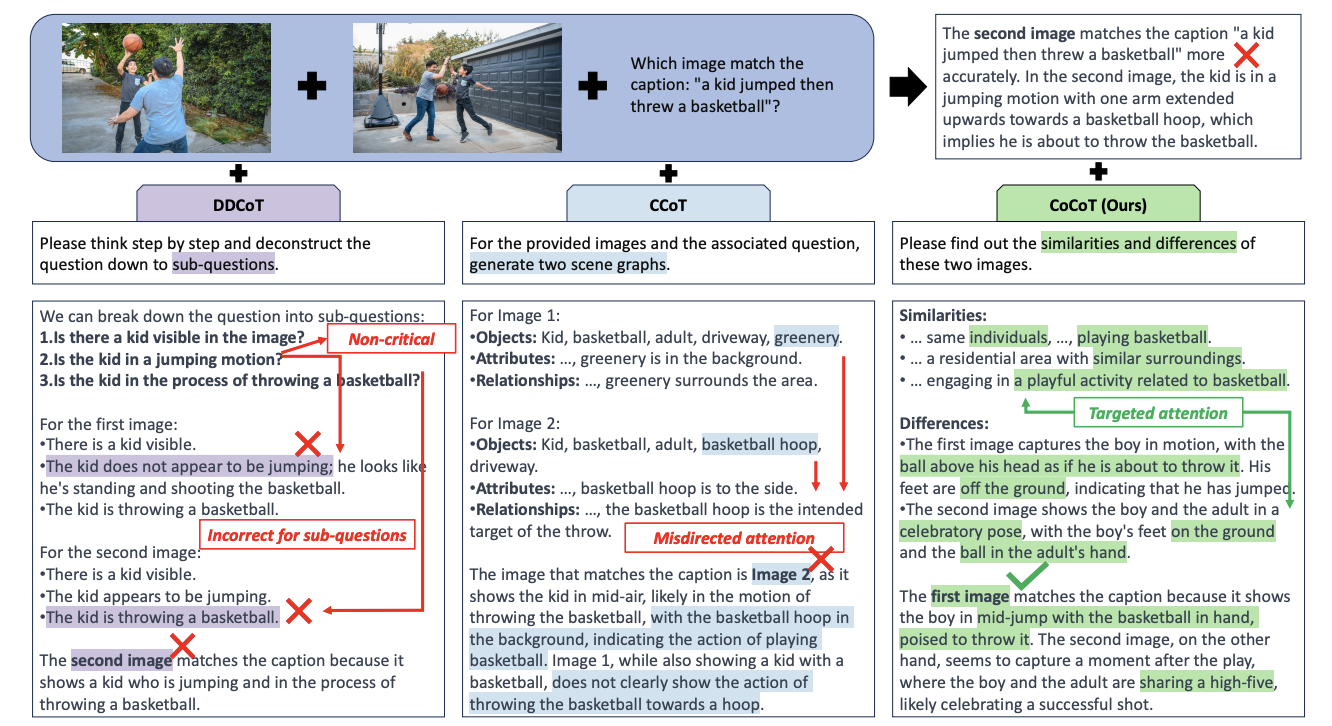 Which image match the
caption: "a kid jumped then
threw a basketball"?
The second image matches the caption "a kid
jumped then threw a basketball" more
accurately. In the second image, the kid is in a
jumping motion with one arm extended
upwards towards a basketball hoop, which
implies he is about to throw the basketball.
DDCoT
Please think step by step and deconstruct the
question down to sub-questions.
We can break down the question into sub-questions:
1.Is there a kid visible in the image?
2.Is the kid in a jumping motion?
3.Is the kid in the process of throwing a basketball?
Non-critical
For the first image:
•There is a kid visible.
•The kid does not appear to be jumping; he looks like
he's standing and shooting the basketball.
•The kid is throwing a basketball.
Incorrect for sub-questions
For the second image:
•There is a kid visible.
•The kid appears to be jumping.
•The kid is throwing a basketball.
The second image matches the caption because it
shows a kid who is jumping and in the process of
throwing a basketball.
CCoT
For the provided images and the associated question,
generate two scene graphs.
For Image 1:
•Objects: Kid, basketball, adult, driveway, greenery.
•Attributes: ..., greenery is in the background.
•Relationships: ..., greenery surrounds the area.
For Image 2:
•Objects: Kid, basketball, adult, basketball hoop,
driveway.
•Attributes: ..., basketball hoop is to the side.
•Relationships: ..., the basketball hoop is the intended
target of the throw.
Misdirected attention
The image that matches the caption is Image 2, as it
shows the kid in mid-air, likely in the motion of
throwing the basketball, with the basketball hoop in
the background, indicating the action of playing
basketball. Image 1, while also showing a kid with a
basketball, does not clearly show the action of
throwing the basketball towards a hoop.
CoCoT (Ours)
Please find out the similarities and differences of
these two images.
Similarities:
• ... same individuals, ..., playing basketball.
• ... a residential area with similar surroundings.
• ... engaging in a playful activity related to basketball.
Targeted attention
Differences:
•The first image captures the boy in motion, with the
ball above his head as if he is about to throw it. His
feet are off the ground, indicating that he has jumped.
•The second image shows the boy and the adult in a
celebratory pose, with the boy's feet on the ground
and the ball in the adult's hand.
The first image matches the caption because it shows
the boy in mid-jump with the basketball in hand,
poised to throw it. The second image, on the other
hand, seems to capture a moment after the play,
where the boy and the adult are sharing a high-five,
likely celebrating a successful shot.